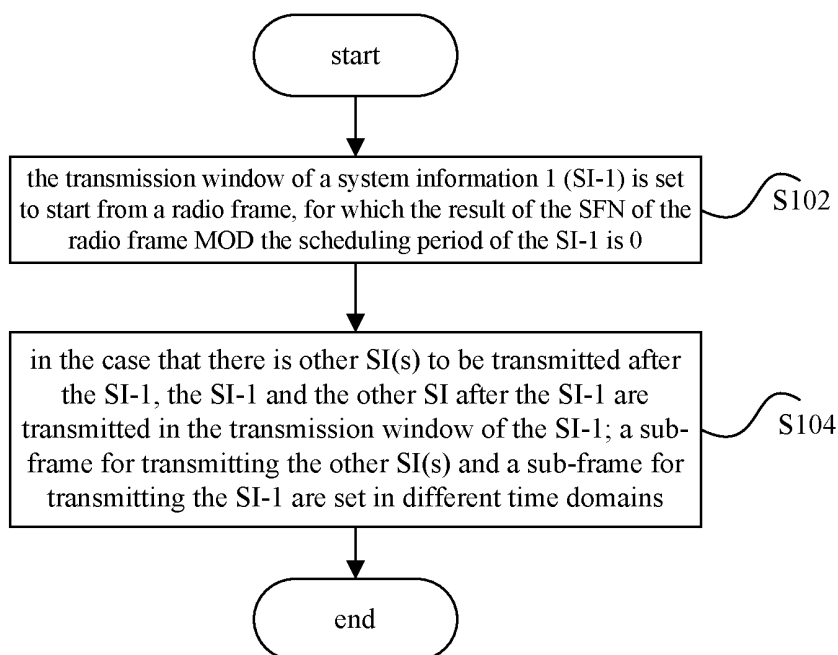 start
the transmission window of a system information 1 (SI-1) is set
to start from a radio frame, for which the result of the SFN of the
radio frame MOD the scheduling period of the SI-1 is 0
S102
in the case that there is other SI(s) to be transmitted after
the SI-1, the SI-1 and the other SI after the SI-1 are
transmitted in the transmission window of the SI-1; a sub-
frame for transmitting the other SI(s) and a sub-frame for
transmitting the SI-1 are set in different time domains
S104
end